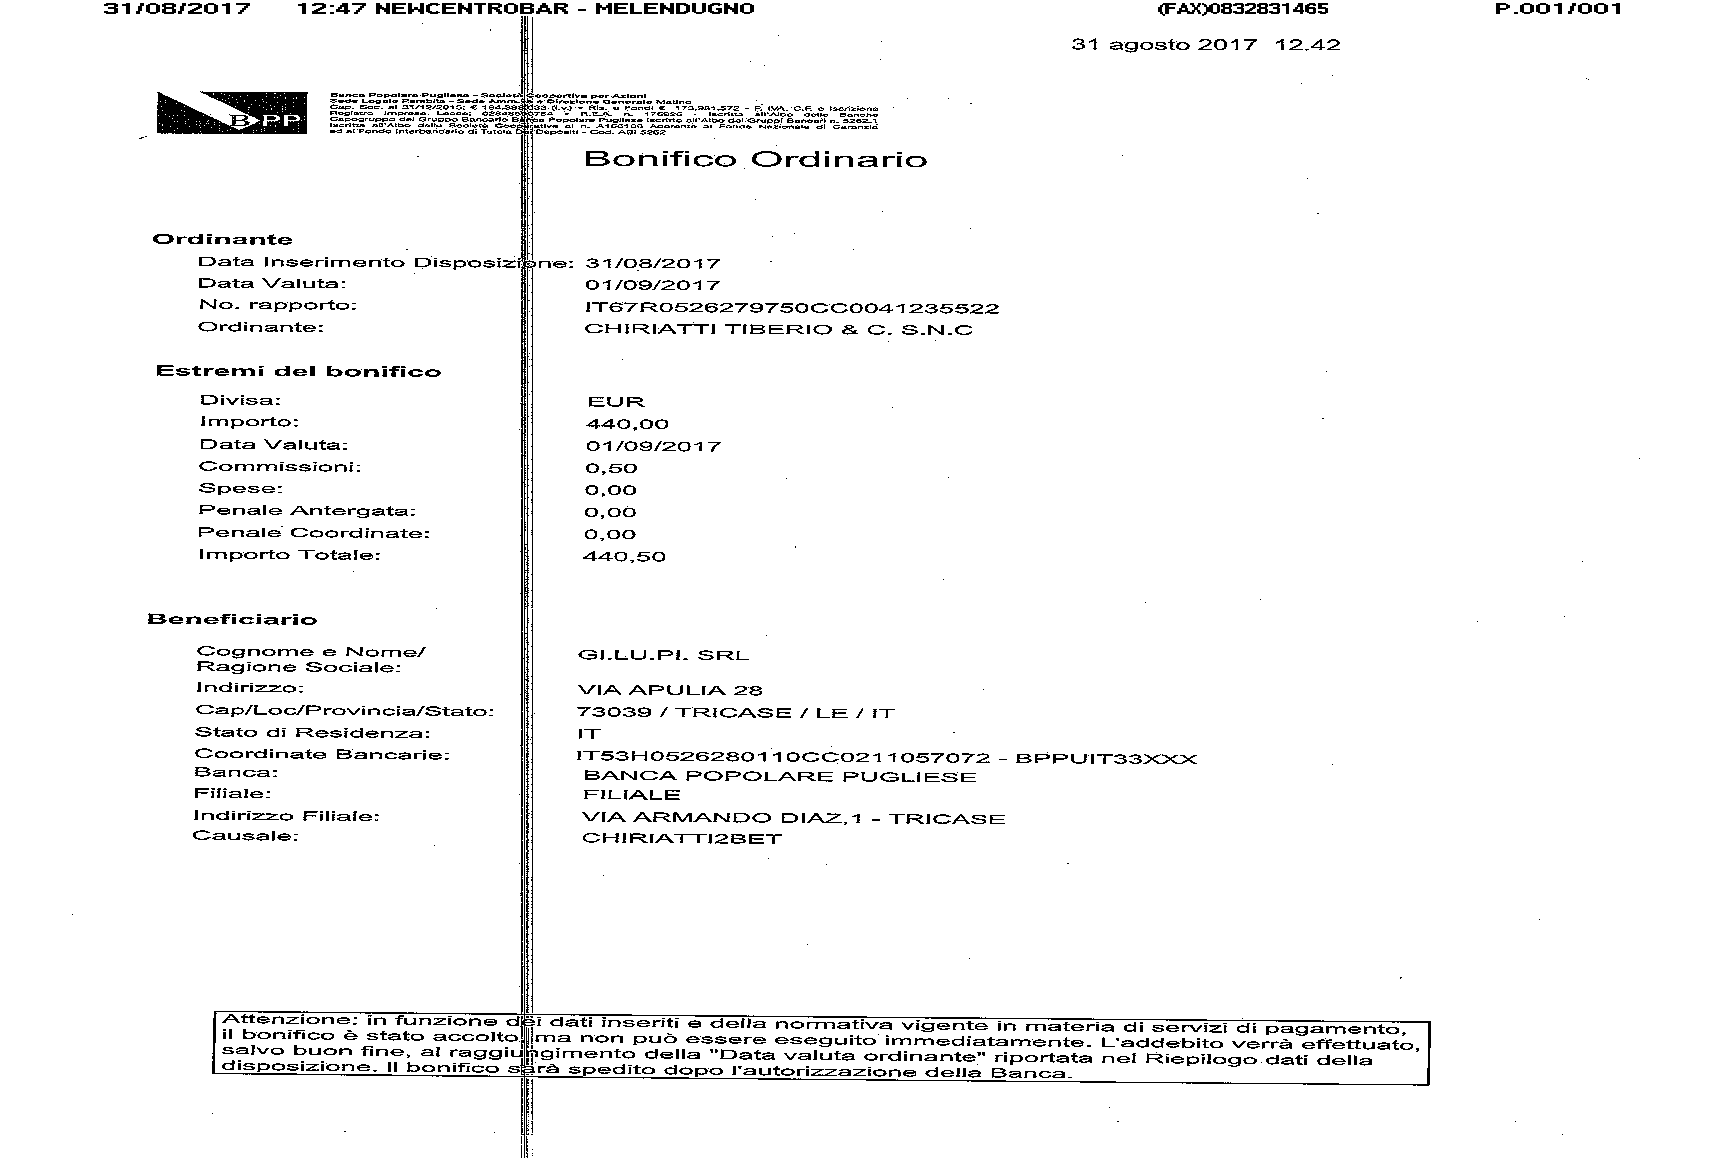 31/08/2017 12:47 NEWCENTROBAR - MELENDUGNO (FAX)0832831465 P.001/001
31 agosto 2017 12.42
Banca Popolare Pugliese - Società Cooperativa per Azioni
Sede Legale Parabita - Sede Amm.va e Direzione Generale Matino
BPP
Bonifico Ordinario
Ordinante
Data Inserimento Disposizione: 31/08/2017
Data Valuta: 01/09/2017
No. rapporto: IT67R0526279750CC0041235522
Ordinante: CHIRIATTI TIBERIO & C. S.N.C
Estremi del bonifico
Divisa: EUR
Importo: 440,00
Data Valuta: 01/09/2017
Commissioni: 0,50
Spese: 0,00
Penale Antergata: 0,00
Penale Coordinate: 0,00
Importo Totale: 440,50
Beneficiario
Cognome e Nome/
Ragione Sociale: GI.LU.PI. SRL
Indirizzo: VIA APULIA 28
Cap/Loc/Provincia/Stato: 73039 / TRICASE / LE / IT
Stato di Residenza: IT
Coordinate Bancarie: IT53H0526280110CC0211057072 - BPPUIT33XXX
Banca: BANCA POPOLARE PUGLIESE
Filiale: FILIALE
Indirizzo Filiale: VIA ARMANDO DIAZ,1 - TRICASE
Causale: CHIRIATTI2BET
Attenzione: in funzione dei dati inseriti e della normativa vigente in materia di servizi di pagamento,
il bonifico è stato accolto, ma non può essere eseguito immediatamente. L'addebito verrà effettuato,
salvo buon fine, al raggiungimento della "Data valuta ordinante" riportata nel Riepilogo dati della
disposizione. Il bonifico sarà spedito dopo l'autorizzazione della Banca.